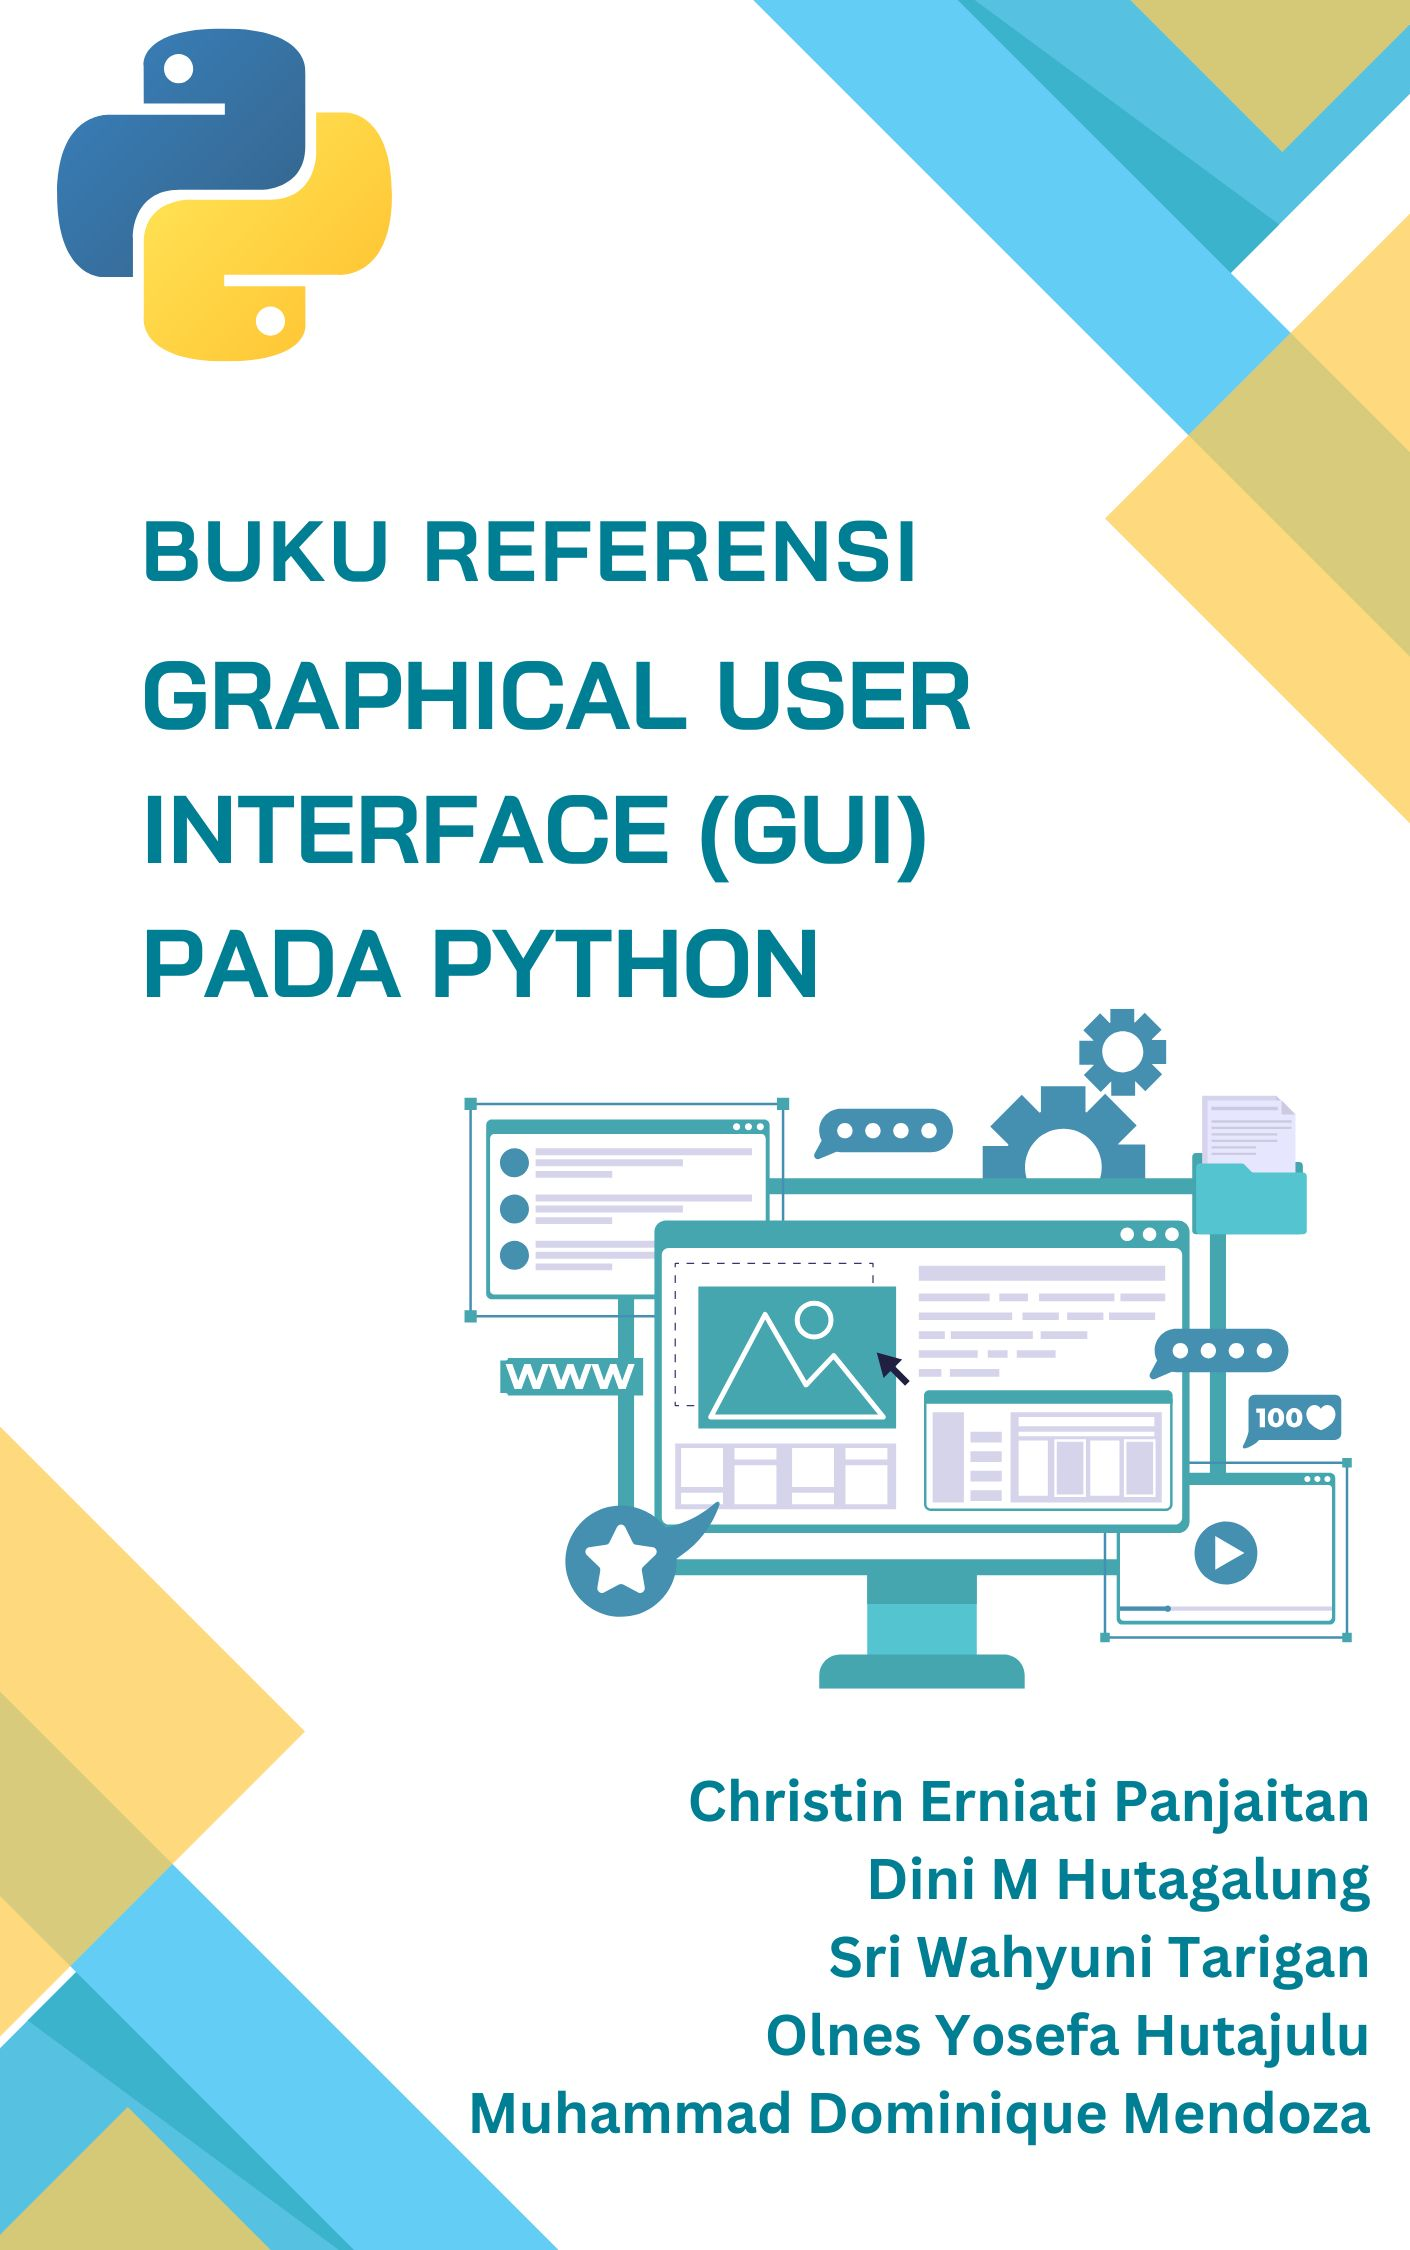 BUKU REFERENSI
GRAPHICAL USER
INTERFACE (GUI)
PADA PYTHON
WWW
100
Christin Erniati Panjaitan
Dini M Hutagalung
Sri Wahyuni Tarigan
Olnes Yosefa Hutajulu
Muhammad Dominique Mendoza